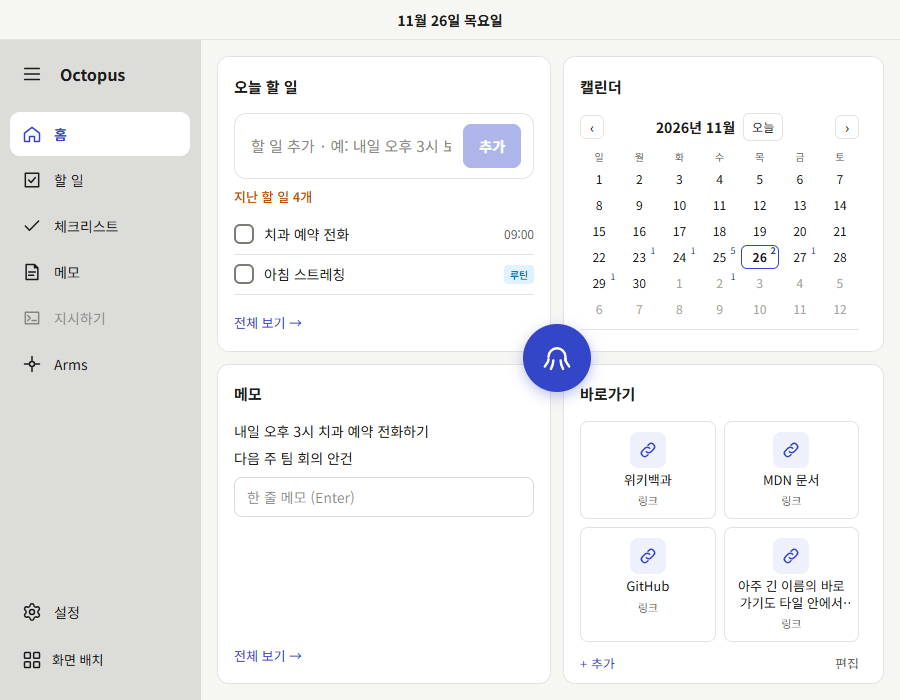 11월 26일 목요일
Octopus
홈
할 일
체크리스트
메모
지시하기
Arms
설정
화면 배치
오늘 할 일
할 일 추가 · 예: 내일 오후 3시
추가
지난 할 일 4개
치과 예약 전화 09:00
아침 스트레칭 루틴
전체 보기 →
캘린더
‹ 2026년 11월 오늘 ›
일 월 화 수 목 금 토
1 2 3 4 5 6 7
8 9 10 11 12 13 14
15 16 17 18 19 20 21
22 23 1 24 1 25 5 26 2 27 1 28
29 1 30 1 2 1 3 4 5
6 7 8 9 10 11 12
메모
내일 오후 3시 치과 예약 전화하기
다음 주 팀 회의 안건
한 줄 메모 (Enter)
전체 보기 →
바로가기
위키백과
링크
MDN 문서
링크
GitHub
링크
아주 긴 이름의 바로
가기도 타일 안에서…
링크
+ 추가
편집